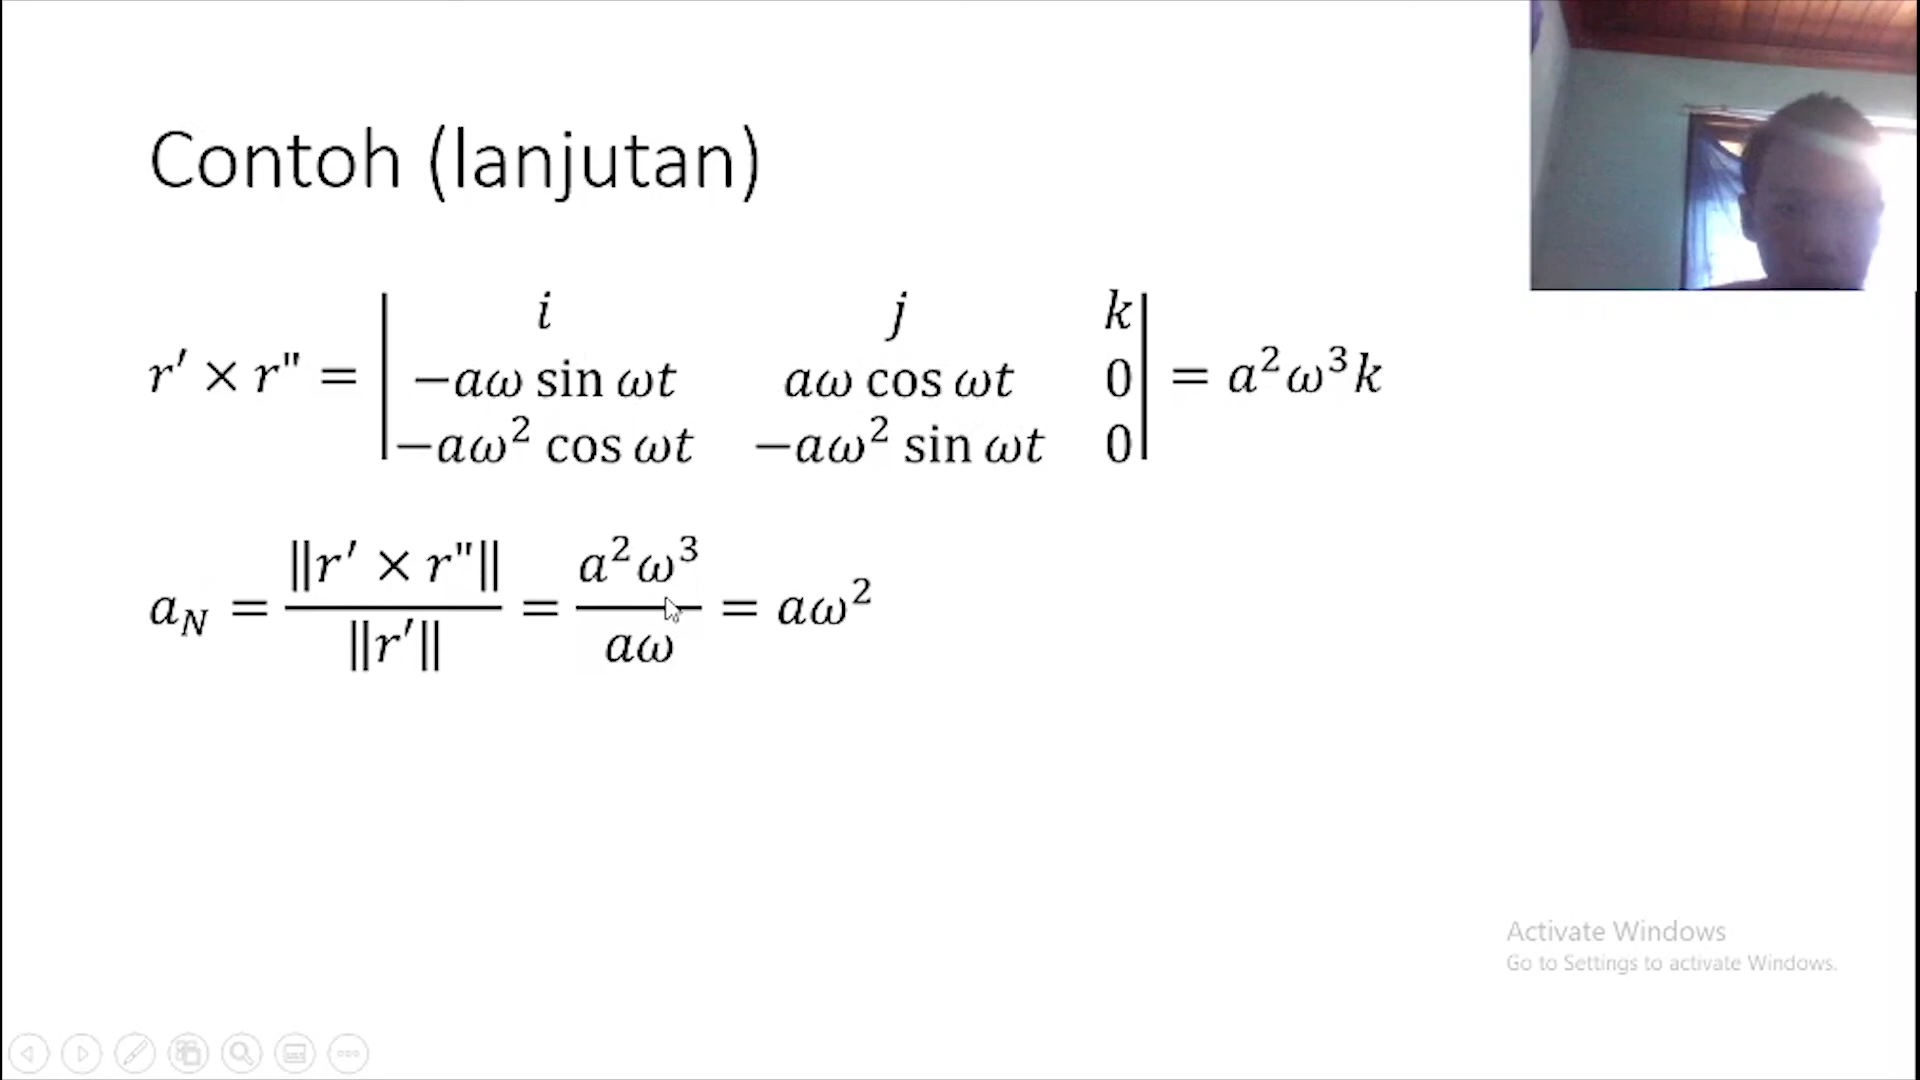 Contoh (lanjutan)
r′ × r" = | i j k |
| −aω sin ωt aω cos ωt 0 | = a²ω³k
| −aω² cos ωt −aω² sin ωt 0 |
a_N = ‖r′ × r"‖ / ‖r′‖ = a²ω³ / aω = aω²
Activate Windows
Go to Settings to activate Windows.